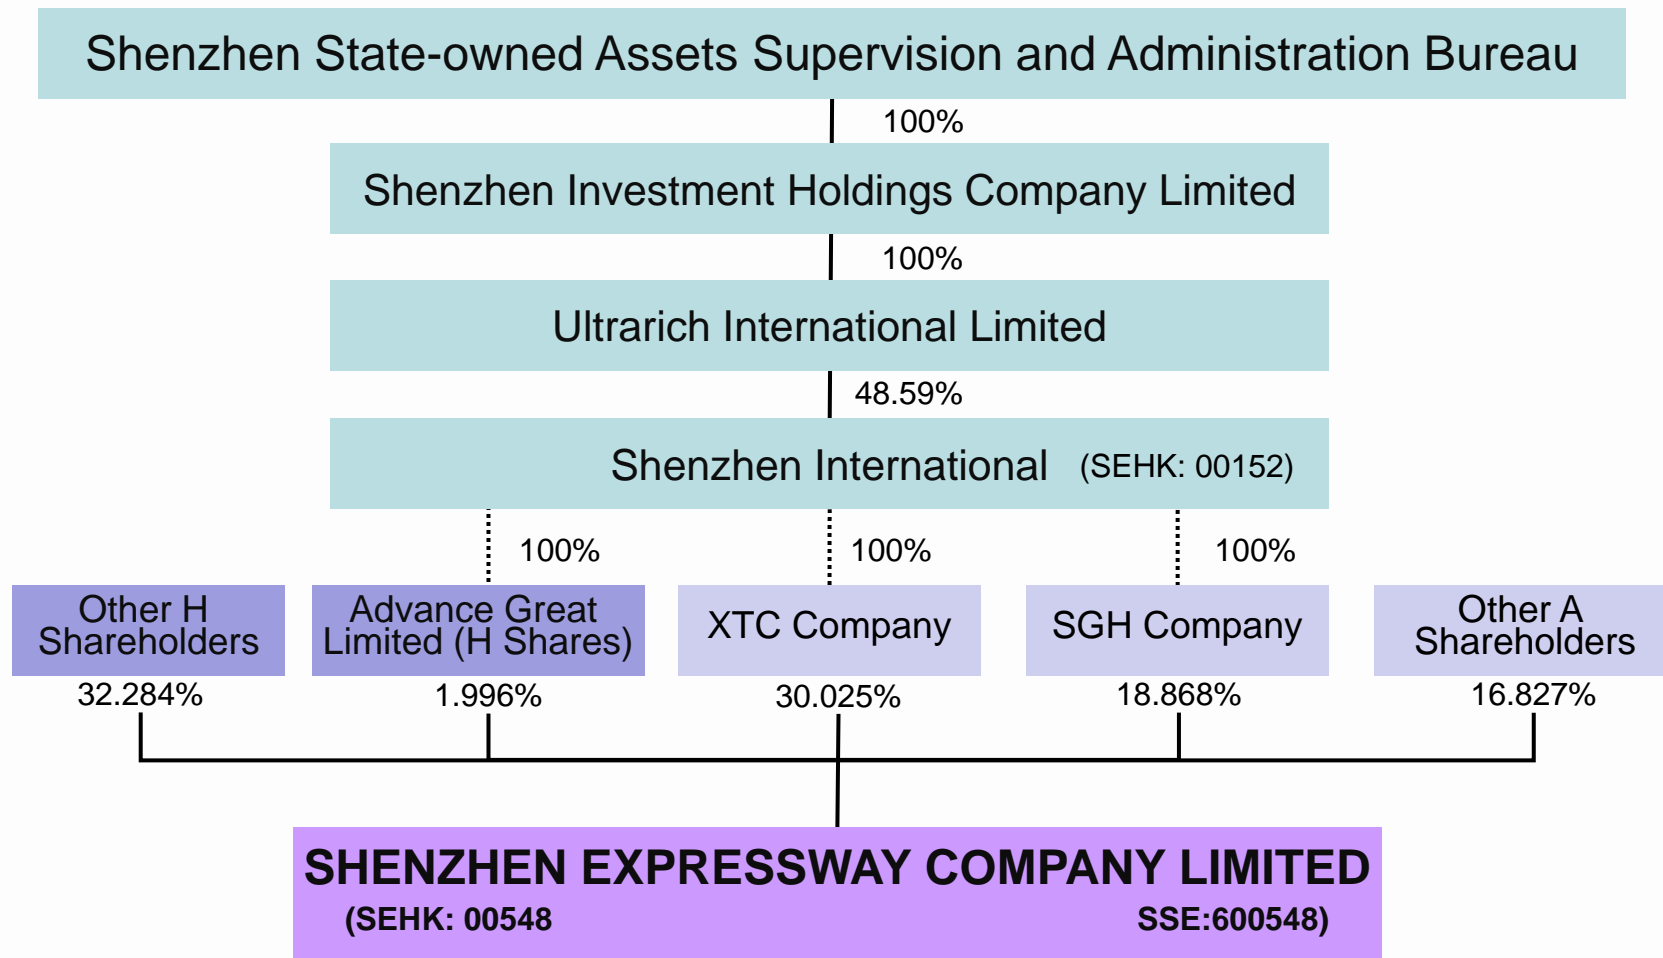 Shenzhen State-owned Assets Supervision and Administration Bureau
100%
Shenzhen Investment Holdings Company Limited
100%
Ultrarich International Limited
48.59%
Shenzhen International (SEHK: 00152)
100% 100% 100%
Other H
Shareholders
Advance Great
Limited (H Shares)
XTC Company
SGH Company
Other A
Shareholders
32.284% 1.996% 30.025% 18.868% 16.827%
SHENZHEN EXPRESSWAY COMPANY LIMITED
(SEHK: 00548 SSE:600548)